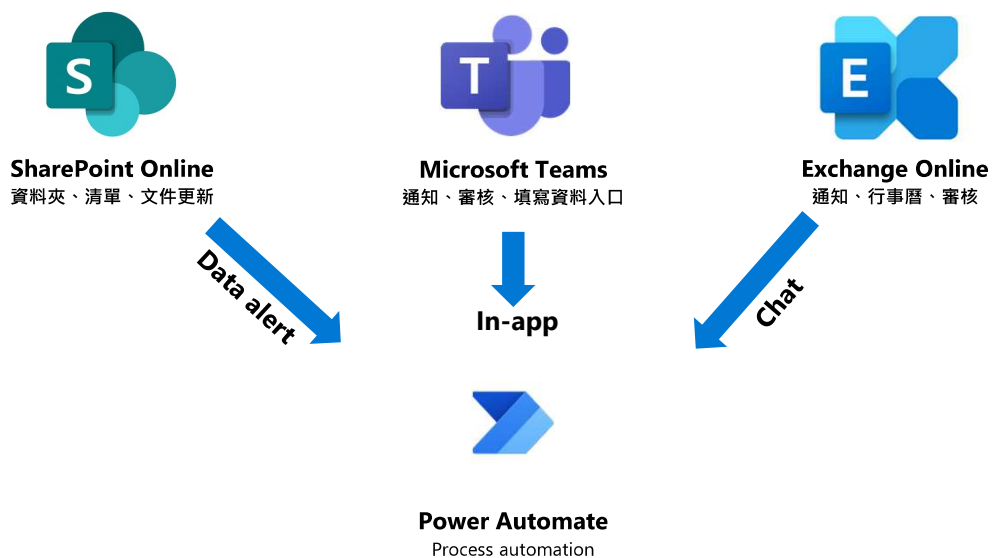 S
T
E
SharePoint Online
資料夾、清單、文件更新
Microsoft Teams
通知、審核、填寫資料入口
Exchange Online
通知、行事曆、審核
Data alert
In-app
Chat
Power Automate
Process automation